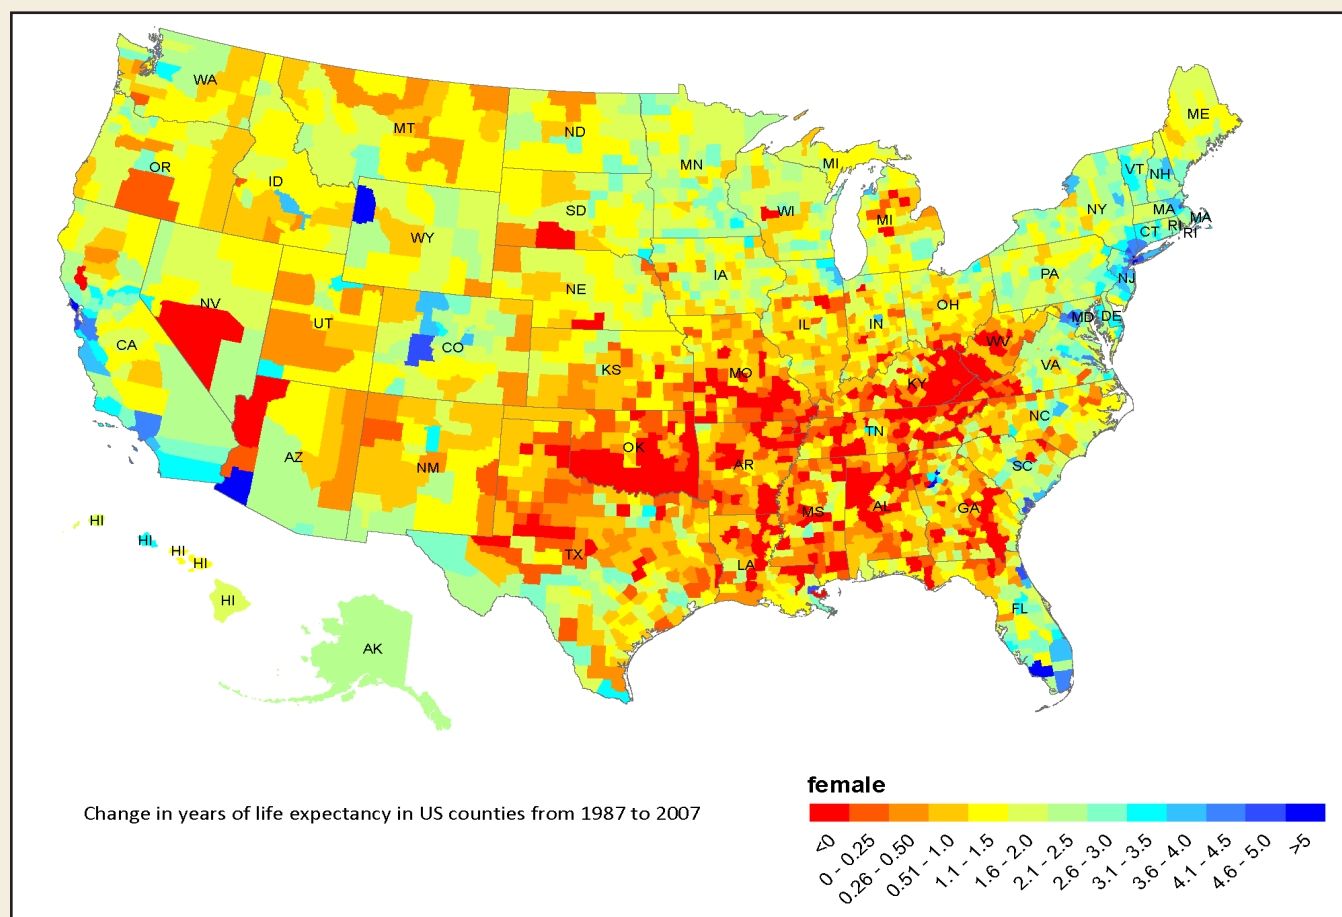 WA
MT
ND
MN
ME
OR
ID
SD
WI
MI
MI
VT
NH
NY
MA
MA
CT
RI
RI
WY
IA
PA
NJ
NV
UT
NE
IL
IN
OH
MD
DE
CA
CO
KS
MO
KY
WV
VA
AZ
NM
OK
AR
TN
NC
SC
TX
LA
MS
AL
GA
FL
HI
HI
HI
HI
HI
AK
female
Change in years of life expectancy in US counties from 1987 to 2007
<0
0 - 0.25
0.26 - 0.50
0.51 - 1.0
1.1 - 1.5
1.6 - 2.0
2.1 - 2.5
2.6 - 3.0
3.1 - 3.5
3.6 - 4.0
4.1 - 4.5
4.6 - 5.0
>5